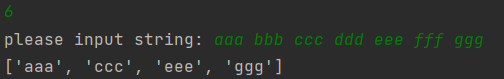 6
please input string: aaa bbb ccc ddd eee fff ggg
['aaa', 'ccc', 'eee', 'ggg']